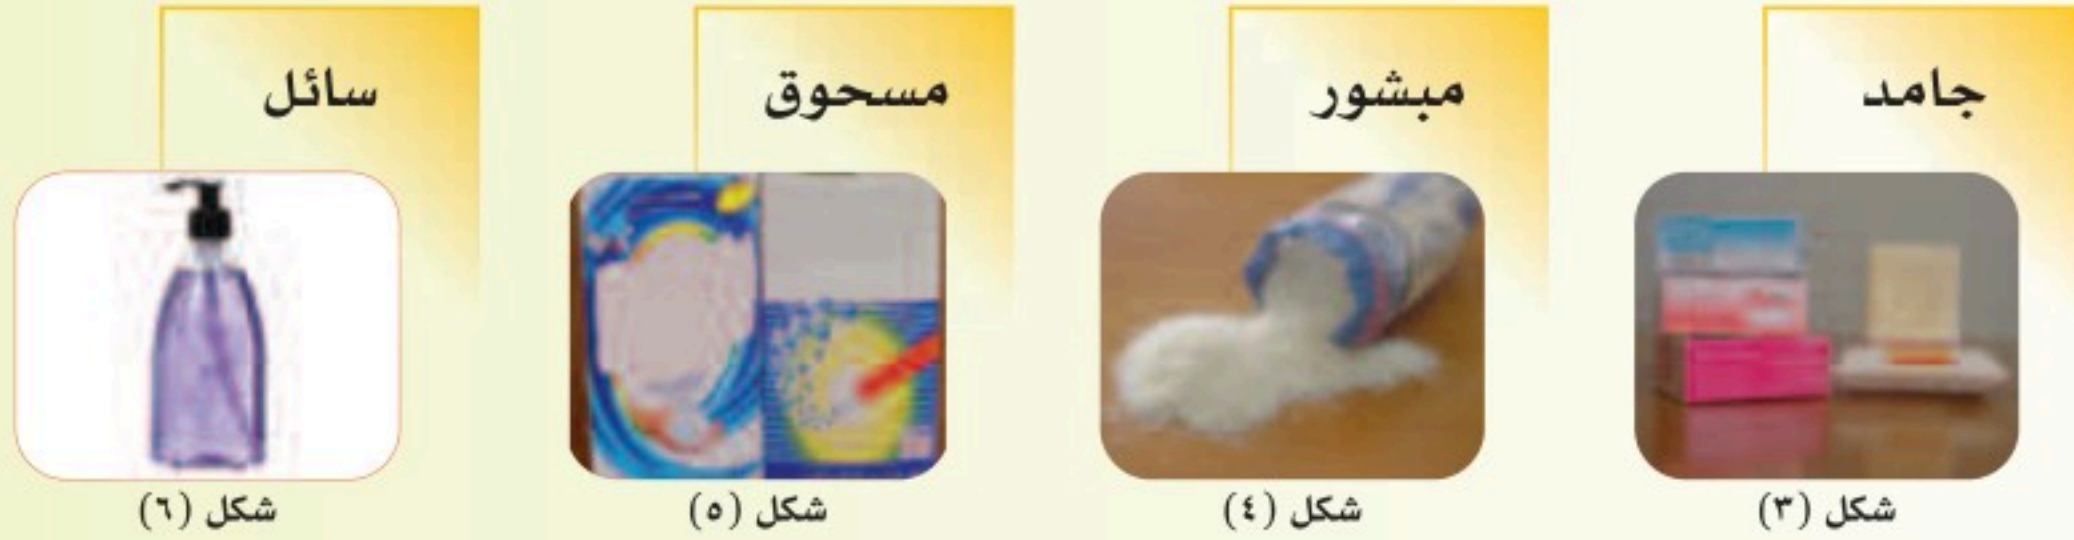 جامد
مبشور
مسحوق
سائل
شكل (٣)
شكل (٤)
شكل (٥)
شكل (٦)